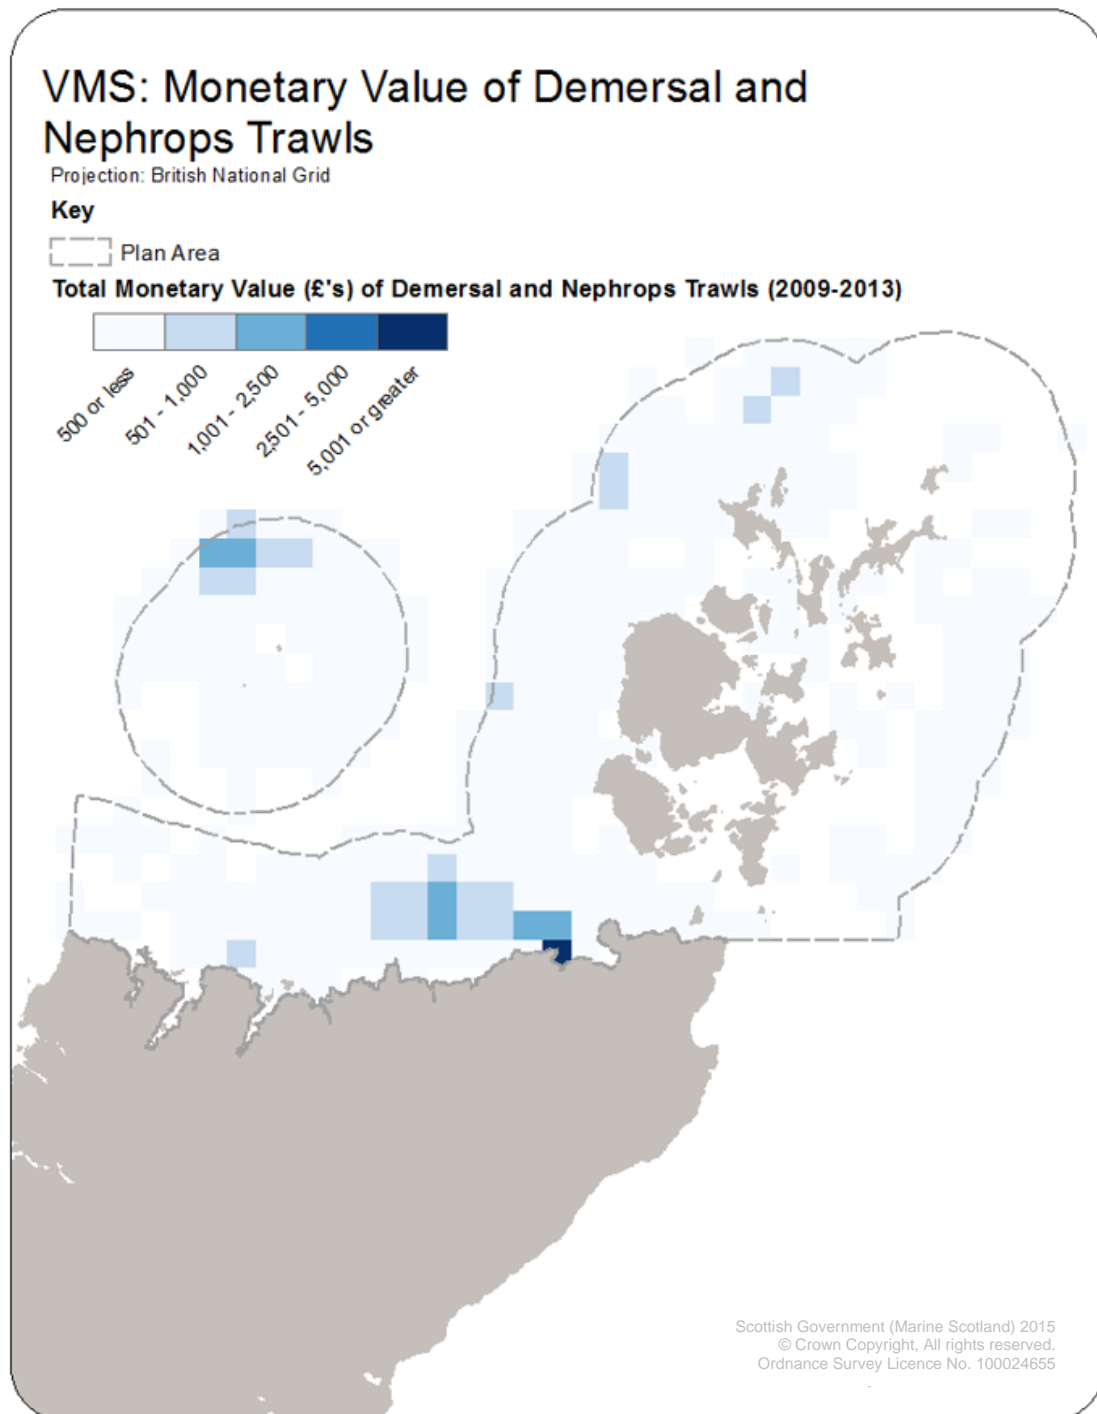 VMS: Monetary Value of Demersal and
Nephrops Trawls
Projection: British National Grid
Key
Plan Area
Total Monetary Value (£'s) of Demersal and Nephrops Trawls (2009-2013)
500 or less
501 - 1,000
1,001 - 2,500
2,501 - 5,000
5,001 or greater
Scottish Government (Marine Scotland) 2015
© Crown Copyright, All rights reserved.
Ordnance Survey Licence No. 100024655
-